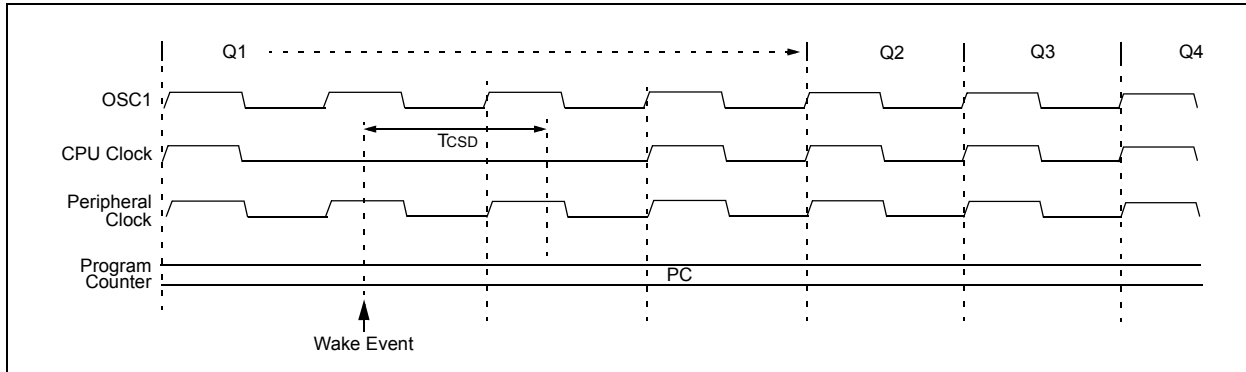 Q1 Q2 Q3 Q4
OSC1
TCSD
CPU Clock
Peripheral
Clock
Program
Counter
PC
Wake Event